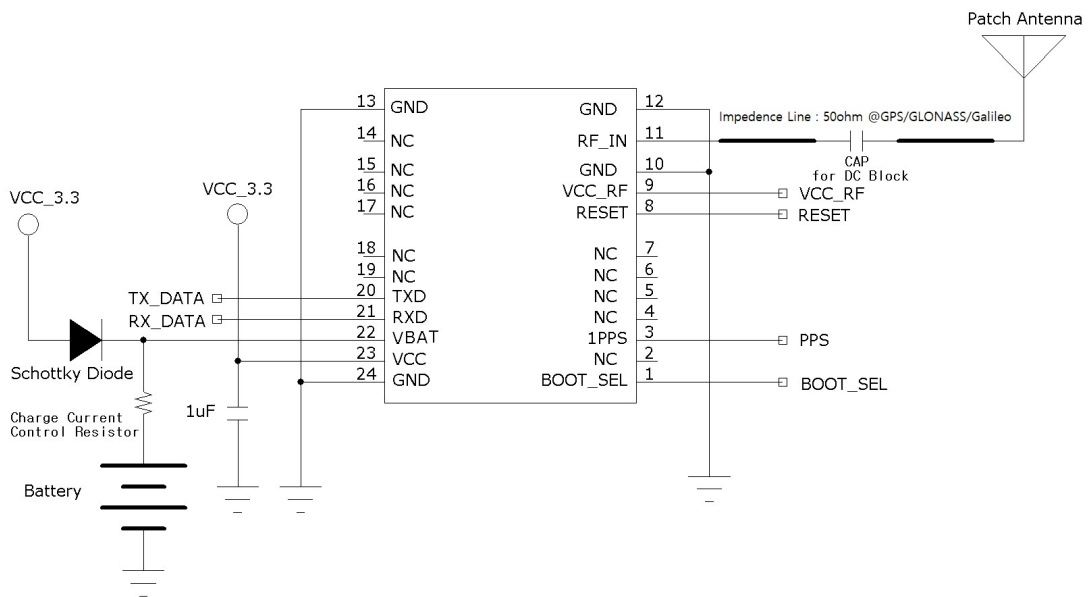 Patch Antenna
13 GND
GND 12
Impedence Line : 50ohm @GPS/GLONASS/Galileo
14 NC
RF_IN 11
CAP
for DC Block
15 NC
GND 10
16 NC
VCC_RF 9
VCC_RF
17 NC
RESET 8
RESET
VCC_3.3
VCC_3.3
18 NC
NC 7
19 NC
NC 6
TX_DATA
20 TXD
NC 5
RX_DATA
21 RXD
NC 4
22 VBAT
1PPS 3
PPS
23 VCC
NC 2
24 GND
BOOT_SEL 1
BOOT_SEL
Schottky Diode
1uF
Charge Current
Control Resistor
Battery